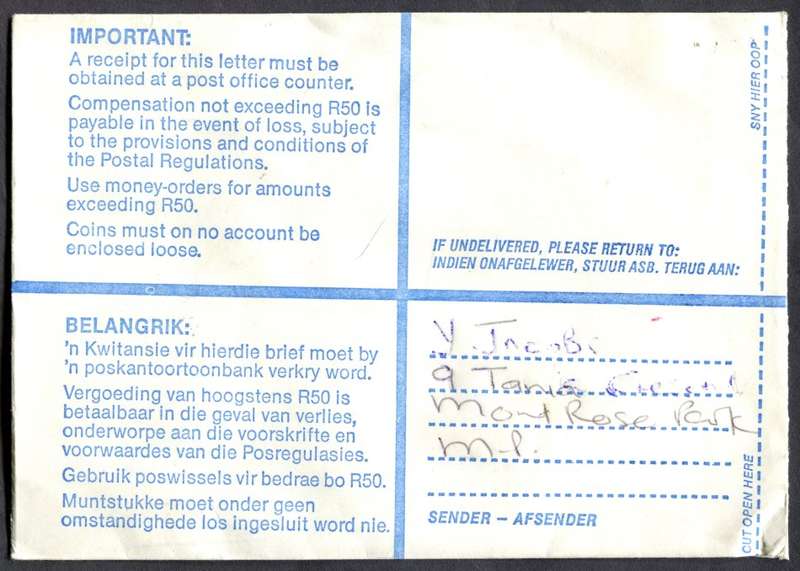 IMPORTANT:
A receipt for this letter must be
obtained at a post office counter.
Compensation not exceeding R50 is
payable in the event of loss, subject
to the provisions and conditions of
the Postal Regulations.
Use money-orders for amounts
exceeding R50.
Coins must on no account be
enclosed loose.
SNY HIER OOP
IF UNDELIVERED, PLEASE RETURN TO:
INDIEN ONAFGELEWER, STUUR ASB. TERUG AAN:
BELANGRIK:
'n Kwitansie vir hierdie brief moet by
'n poskantoortoonbank verkry word.
Vergoeding van hoogstens R50 is
betaalbaar in die geval van verlies,
onderworpe aan die voorskrifte en
voorwaardes van die Posregulasies.
Gebruik poswissels vir bedrae bo R50.
Muntstukke moet onder geen
omstandighede los ingesluit word nie.
Y. Jacobs
9 Tania
Mont Rose Park
M-P.
SENDER – AFSENDER
CUT OPEN HERE